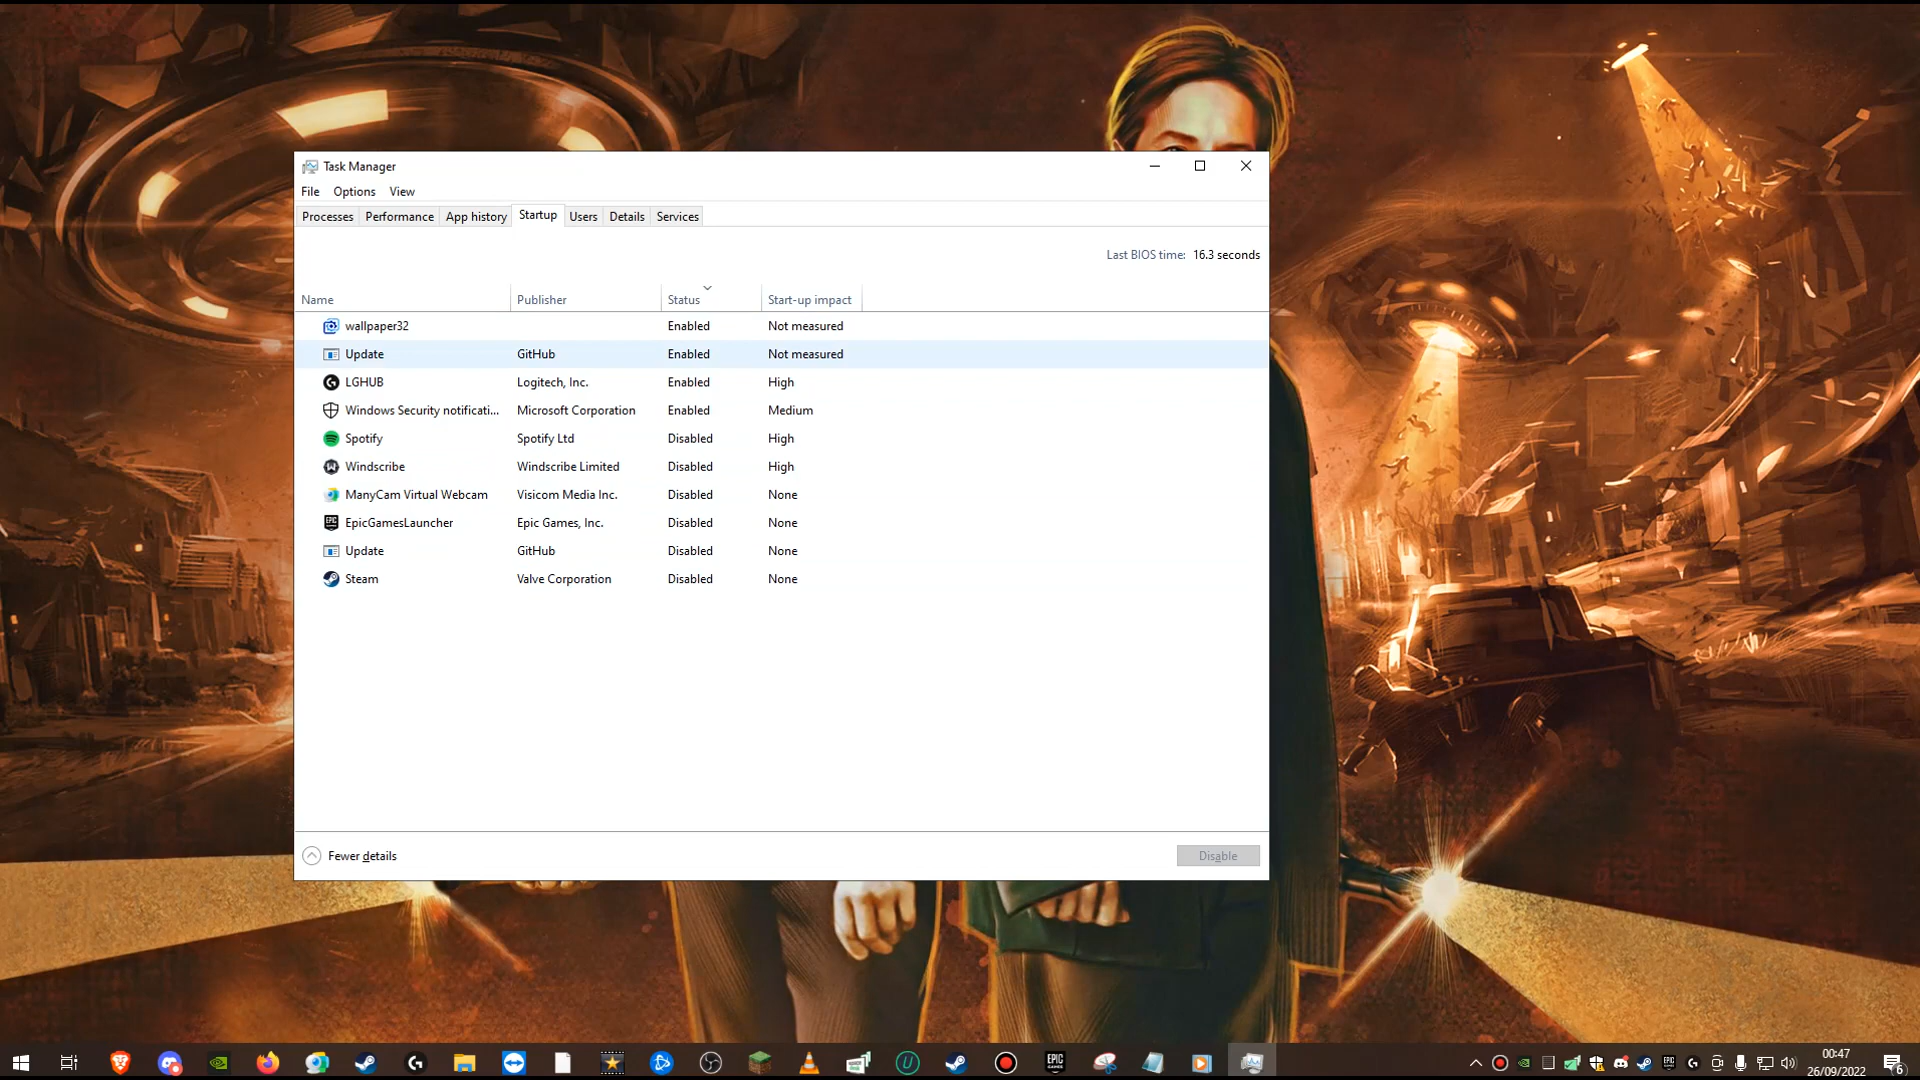 Task Manager
File Options View
Processes Performance App history Startup Users Details Services
Last BIOS time: 16.3 seconds
Name Publisher Status Start-up impact
wallpaper32 Enabled Not measured
Update GitHub Enabled Not measured
LGHUB Logitech, Inc. Enabled High
Windows Security notificati... Microsoft Corporation Enabled Medium
Spotify Spotify Ltd Disabled High
Windscribe Windscribe Limited Disabled High
ManyCam Virtual Webcam Visicom Media Inc. Disabled None
EpicGamesLauncher Epic Games, Inc. Disabled None
Update GitHub Disabled None
Steam Valve Corporation Disabled None
Fewer details Disable
EPIC GAMES
00:47
26/09/2022
6